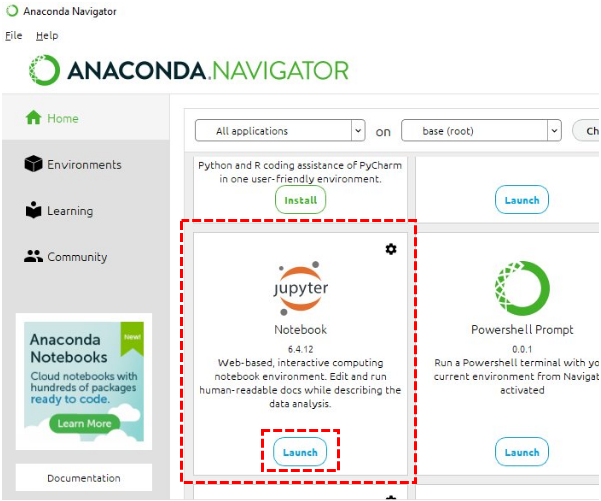 Anaconda Navigator
File Help
ANACONDA.NAVIGATOR
Home
Environments
Learning
Community
Anaconda
Notebooks
New!
Cloud notebooks with
hundreds of packages
ready to code.
Learn More
Documentation
All applications
on
base (root)
Python and R coding assistance of PyCharm
in one user-friendly environment.
Install
Launch
jupyter
Notebook
6.4.12
Web-based, interactive computing
notebook environment. Edit and run
human-readable docs while describing the
data analysis.
Launch
Powershell Prompt
0.0.1
Run a Powershell terminal with
current environment from
activated
Launch